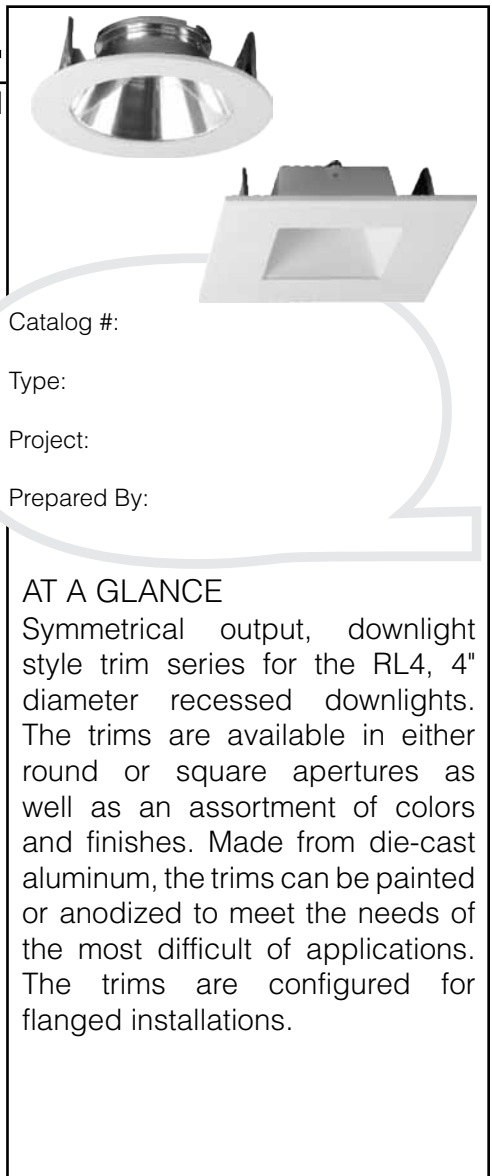 Catalog #:
Type:
Project:
Prepared By:
AT A GLANCE
Symmetrical output, downlight
style trim series for the RL4, 4"
diameter recessed downlights.
The trims are available in either
round or square apertures as
well as an assortment of colors
and finishes. Made from die-cast
aluminum, the trims can be painted
or anodized to meet the needs of
the most difficult of applications.
The trims are configured for
flanged installations.